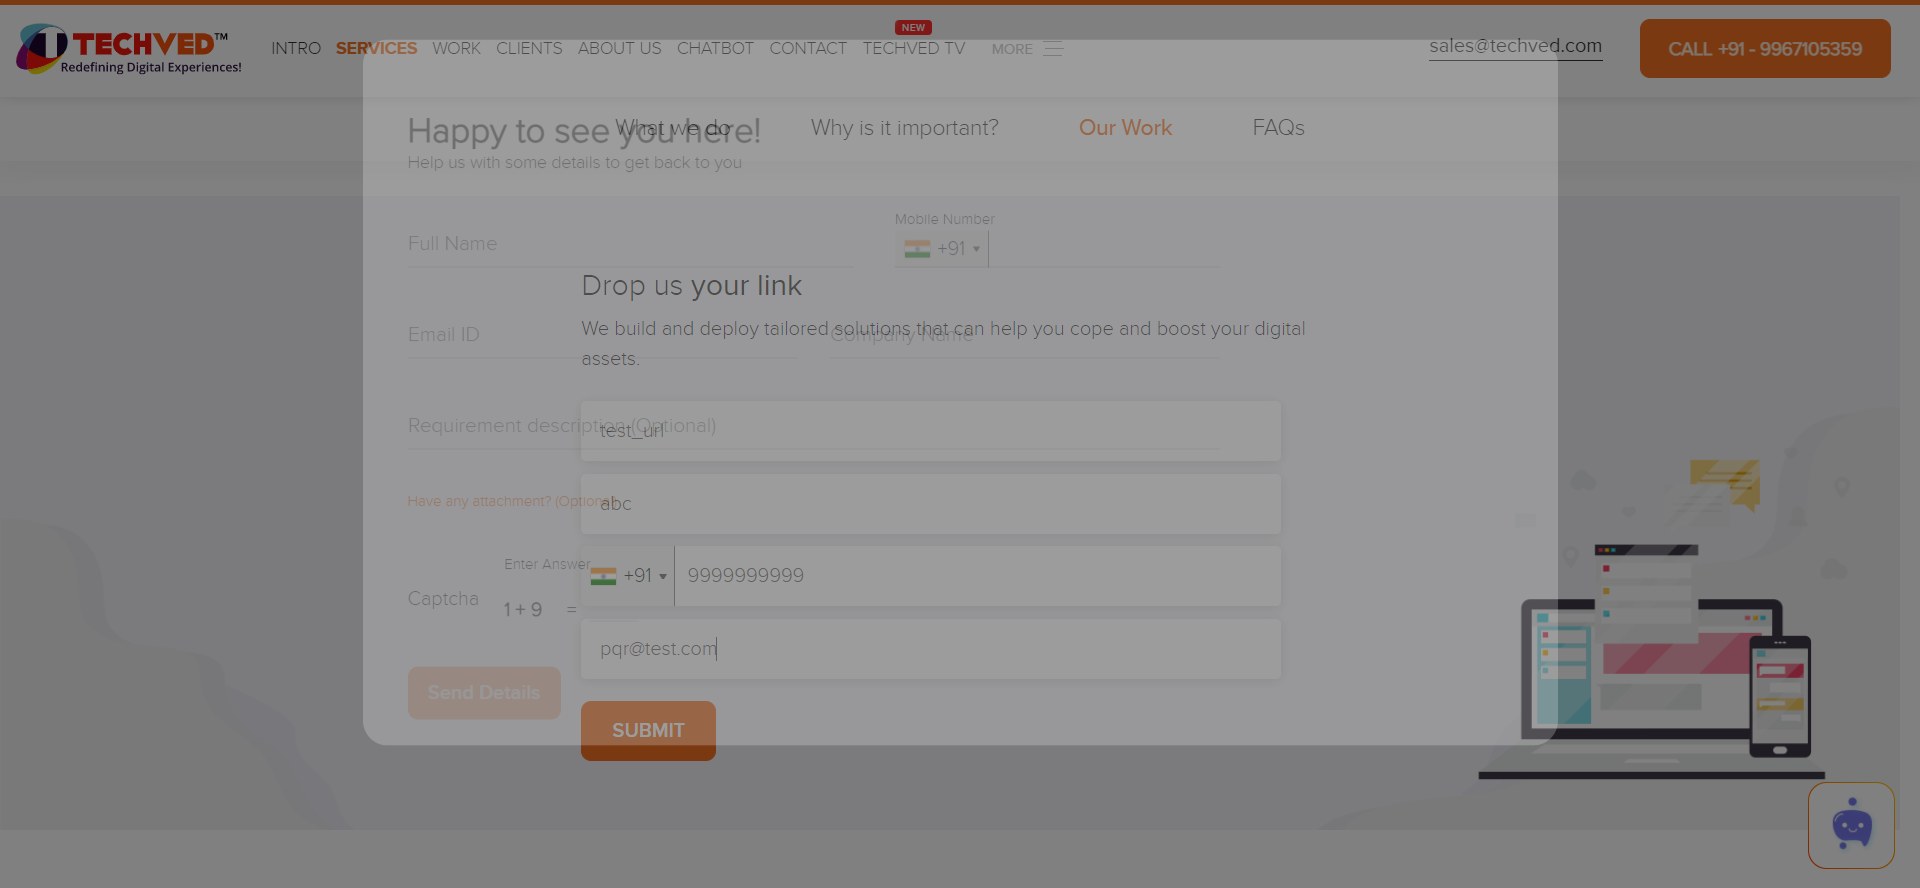 TECHVED™
Redefining Digital Experiences!
INTRO
SERVICES
WORK
CLIENTS
ABOUT US
CHATBOT
CONTACT
NEW
TECHVED TV
MORE
sales@techved.com
CALL +91 - 9967105359
What we do
Why is it important?
Our Work
FAQs
Happy to see you here!
Help us with some details to get back to you
Full Name
Mobile Number
+91
Email ID
Company Name
Requirement description (Optional)
Have any attachment? (Optional)
Enter Answer
Captcha
1 + 9 =
Send Details
Drop us your link
We build and deploy tailored solutions that can help you cope and boost your digital
assets.
test_url
abc
+91
9999999999
pqr@test.com
SUBMIT